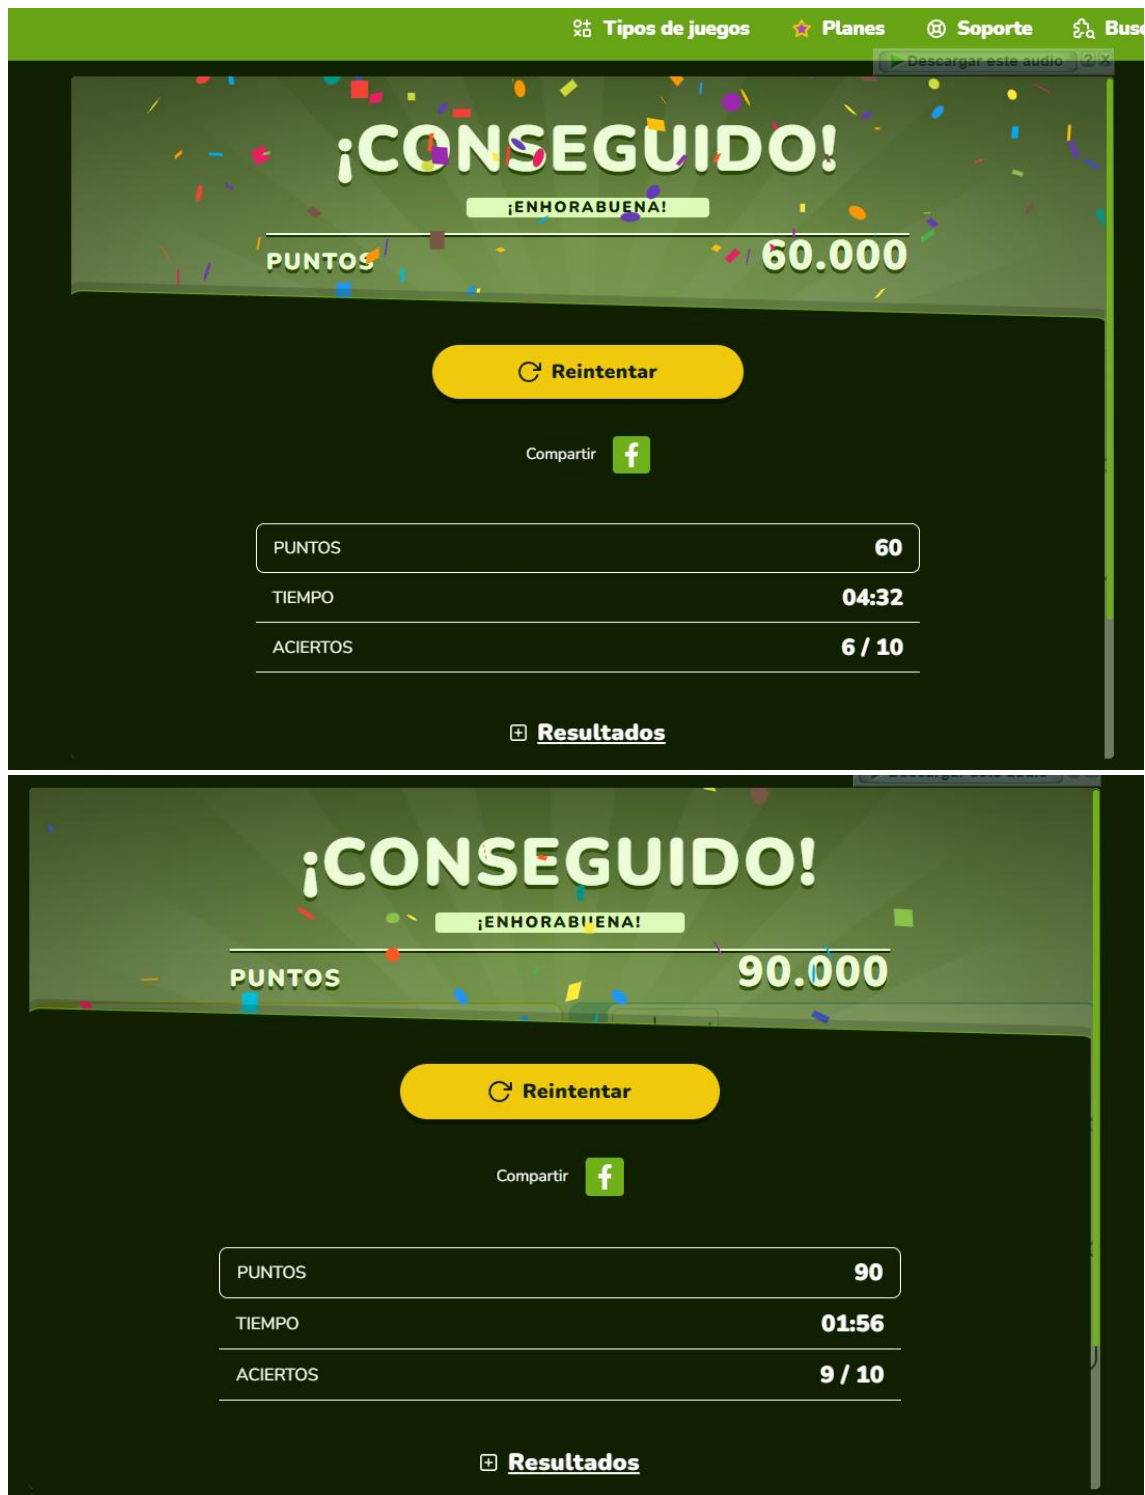 Tipos de juegos Planes Soporte Busc
Descargar este audio ? X
¡CONSEGUIDO!
¡ENHORABUENA!
PUNTOS 60.000
Reintentar
Compartir
PUNTOS 60
TIEMPO 04:32
ACIERTOS 6 / 10
Resultados
¡CONSEGUIDO!
¡ENHORABUENA!
PUNTOS 90.000
Reintentar
Compartir
PUNTOS 90
TIEMPO 01:56
ACIERTOS 9 / 10
Resultados